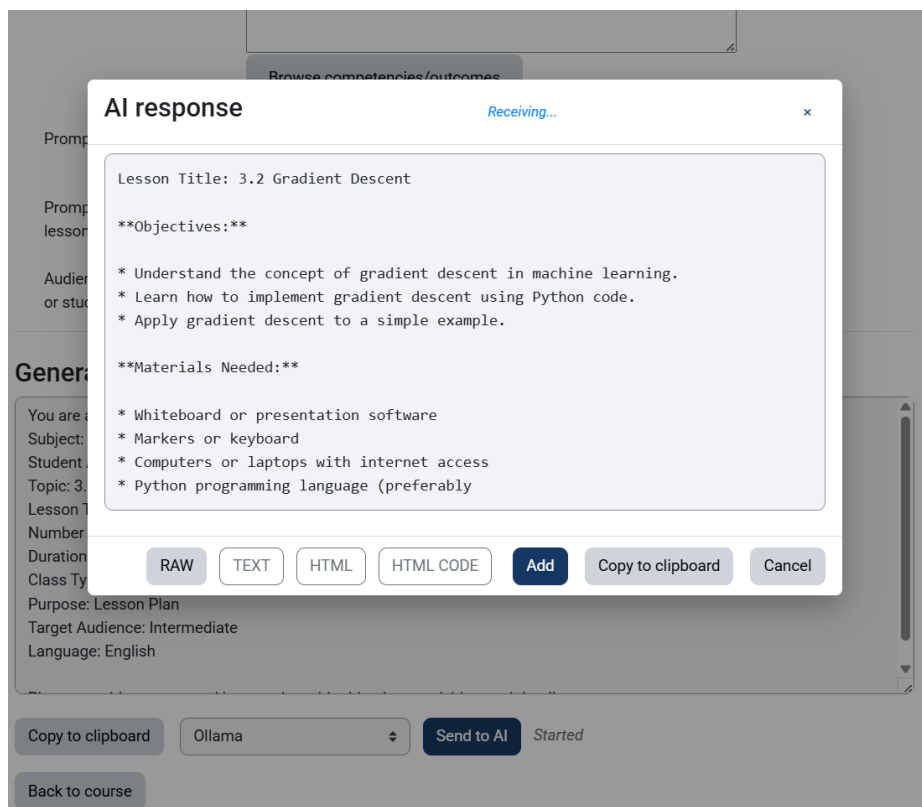 Browse competencies/outcomes
AI response
Receiving...
×
Lesson Title: 3.2 Gradient Descent
**Objectives:**
* Understand the concept of gradient descent in machine learning.
* Learn how to implement gradient descent using Python code.
* Apply gradient descent to a simple example.
**Materials Needed:**
* Whiteboard or presentation software
* Markers or keyboard
* Computers or laptops with internet access
* Python programming language (preferably
RAW
TEXT
HTML
HTML CODE
Add
Copy to clipboard
Cancel
Promp
Promp
lesson
Audie
or stu
Genera
You are
Subject:
Student
Topic: 3.
Lesson T
Number
Duration
Class Ty
Purpose: Lesson Plan
Target Audience: Intermediate
Language: English
Copy to clipboard
Ollama
Send to AI
Started
Back to course